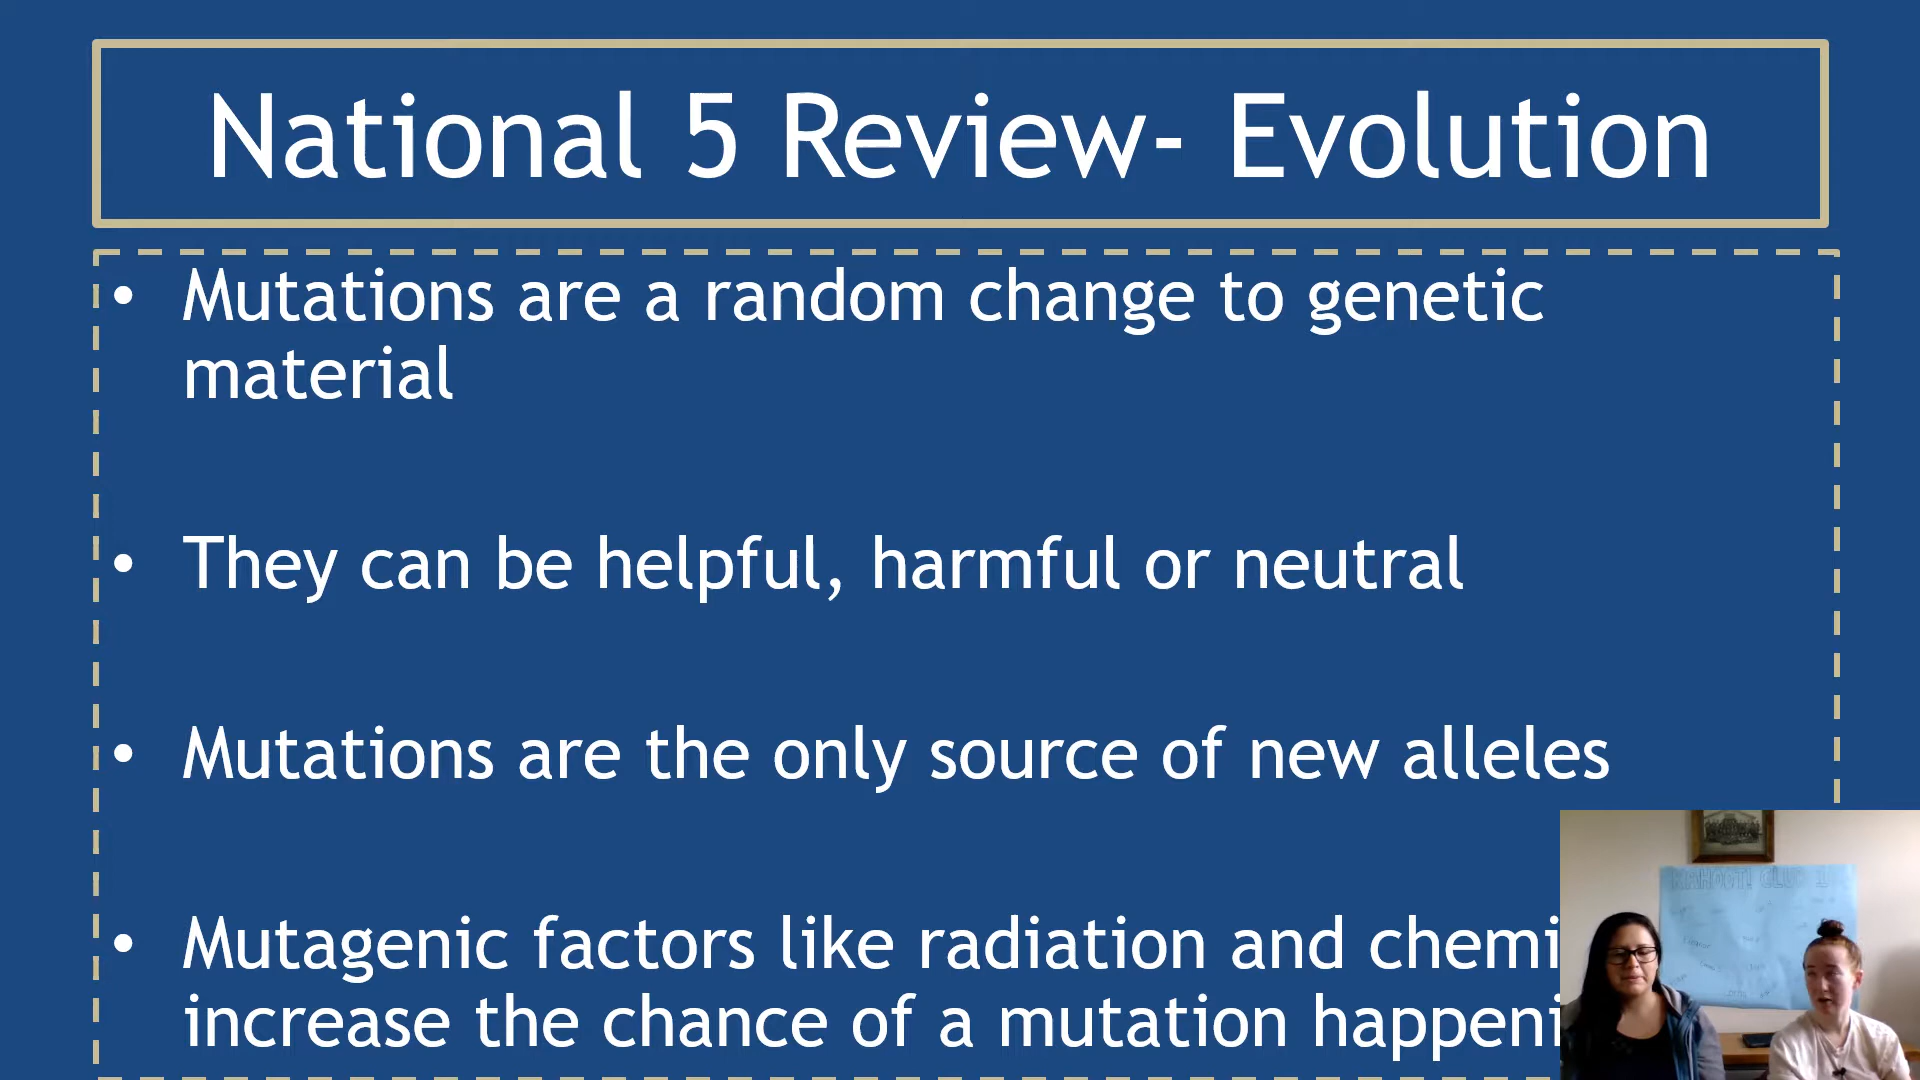 National 5 Review- Evolution
• Mutations are a random change to genetic
material
• They can be helpful, harmful or neutral
• Mutations are the only source of new alleles
• Mutagenic factors like radiation and chemi
increase the chance of a mutation happeni
KAHOOT! CLUB